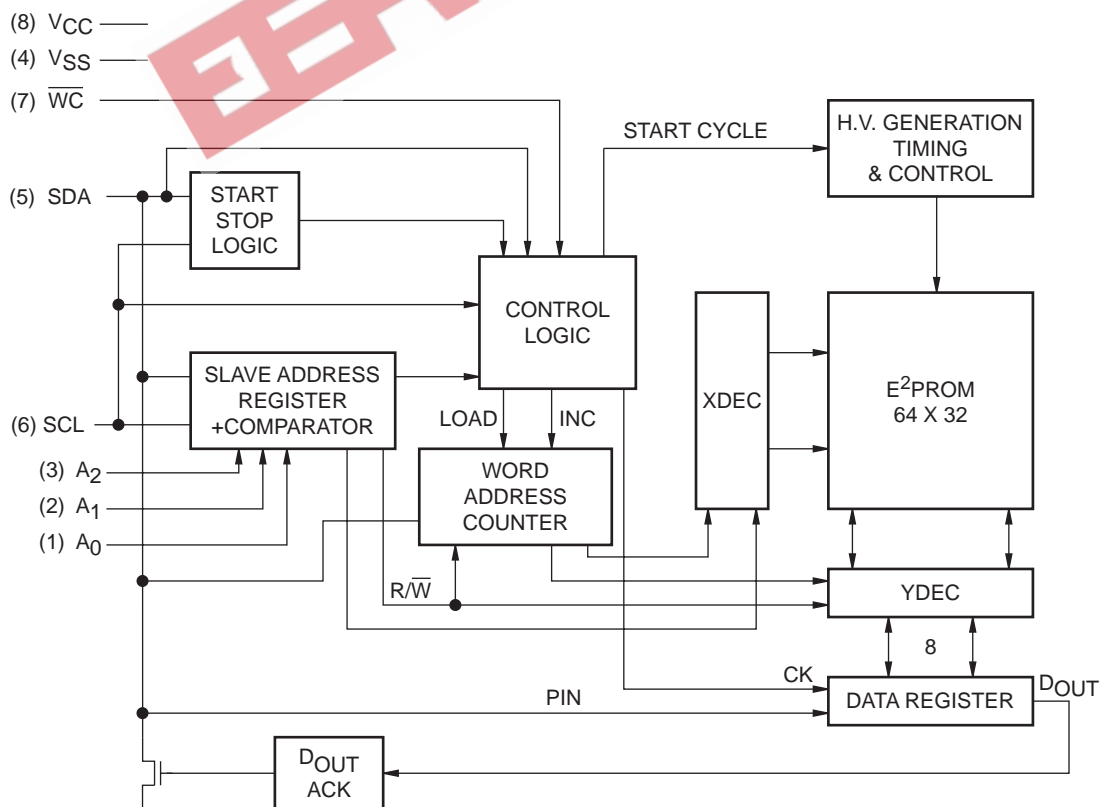 (8) VCC
(4) VSS
(7) WC
START CYCLE
H.V. GENERATION
TIMING
& CONTROL
(5) SDA
START
STOP
LOGIC
CONTROL
LOGIC
SLAVE ADDRESS
REGISTER
+COMPARATOR
XDEC
E²PROM
64 X 32
(6) SCL
LOAD
INC
(3) A2
(2) A1
(1) A0
WORD
ADDRESS
COUNTER
R/W
YDEC
8
CK
PIN
DATA REGISTER
DOUT
DOUT
ACK